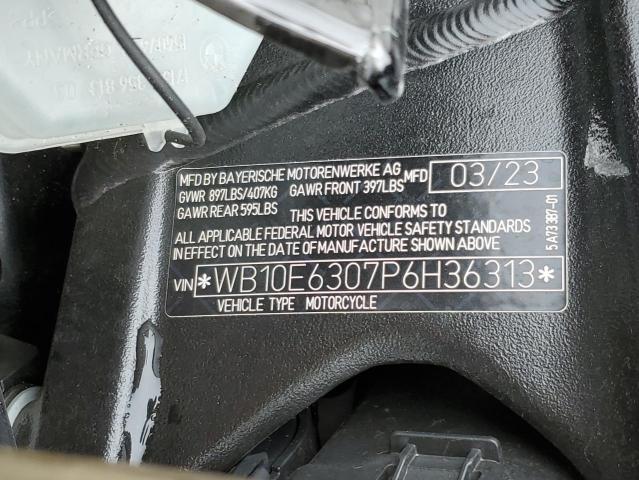 GERMANY
MFD BY BAYERISCHE MOTORENWERKE AG MFD 03/23
GVWR 897LBS/407KG GAWR FRONT 397LBS
GAWR REAR 595LBS THIS VEHICLE CONFORMS TO
ALL APPLICABLE FEDERAL MOTOR VEHICLE SAFETY STANDARDS
IN EFFECT ON THE DATE OF MANUFACTURE SHOWN ABOVE
VIN *WB10E6307P6H36313*
VEHICLE TYPE MOTORCYCLE
5A73387-01